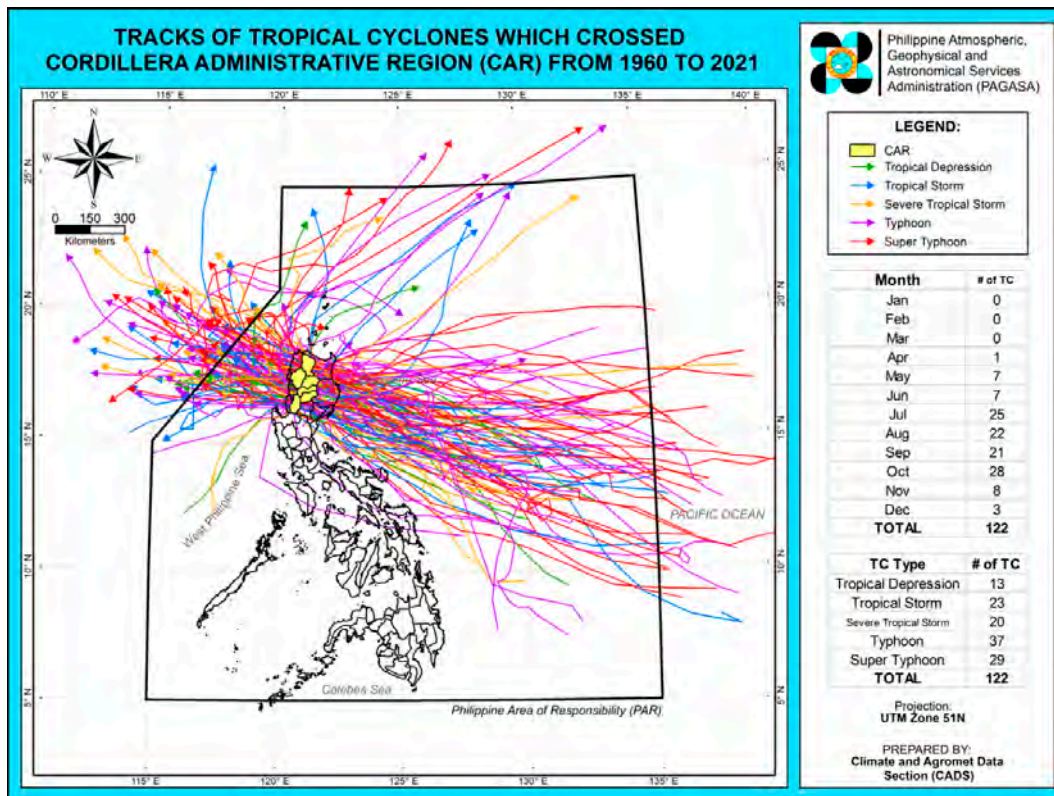 TRACKS OF TROPICAL CYCLONES WHICH CROSSED
CORDILLERA ADMINISTRATIVE REGION (CAR) FROM 1960 TO 2021
110° E 115° E 120° E 125° E 130° E 135° E 140° E
N
W E
S
0 150 300
Kilometers
25° N
20° N
15° N
10° N
5° N
25° N
20° N
15° N
10° N
5° N
West Philippine Sea
PACIFIC OCEAN
Celebes Sea
Philippine Area of Responsibility (PAR)
115° E 120° E 125° E 130° E 135° E
Philippine Atmospheric,
Geophysical and
Astronomical Services
Administration (PAGASA)
LEGEND:
CAR
Tropical Depression
Tropical Storm
Severe Tropical Storm
Typhoon
Super Typhoon
Month # of TC
Jan 0
Feb 0
Mar 0
Apr 1
May 7
Jun 7
Jul 25
Aug 22
Sep 21
Oct 28
Nov 8
Dec 3
TOTAL 122
TC Type # of TC
Tropical Depression 13
Tropical Storm 23
Severe Tropical Storm 20
Typhoon 37
Super Typhoon 29
TOTAL 122
Projection:
UTM Zone 51N
PREPARED BY:
Climate and Agromet Data
Section (CADS)